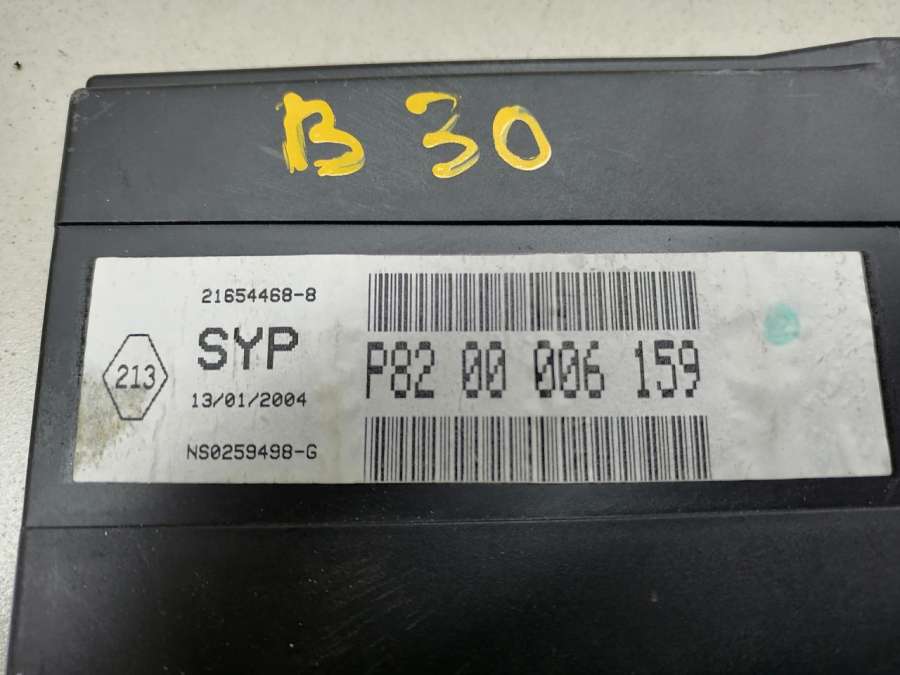 B 30
21654468-8
SYP
213
13/01/2004
NS0259498-G
P82 00 006 159